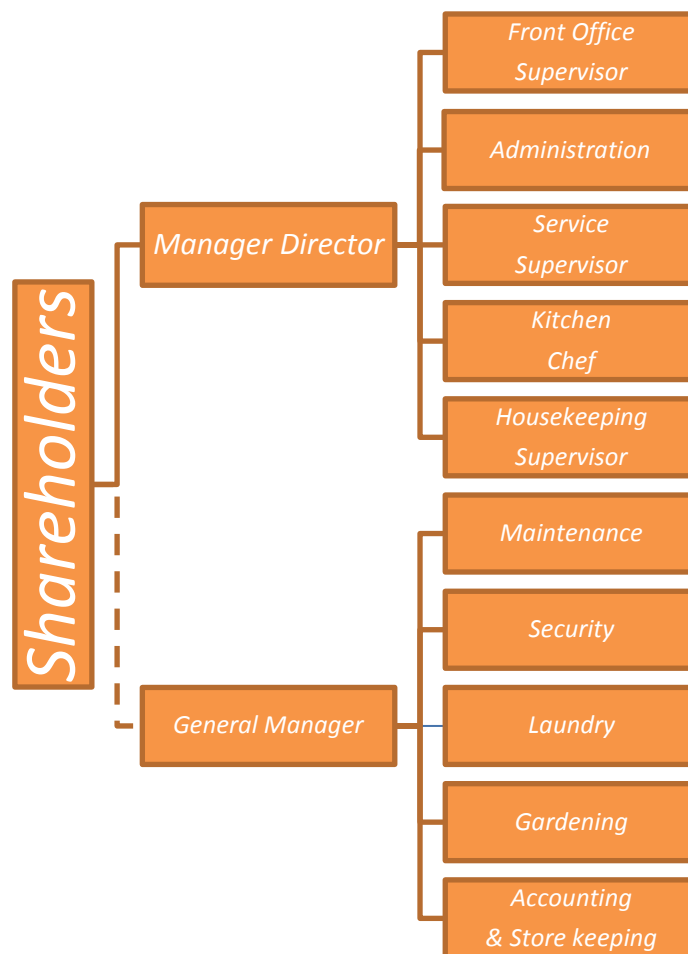 Shareholders
Manager Director
Front Office
Supervisor
Administration
Service
Supervisor
Kitchen
Chef
Housekeeping
Supervisor
General Manager
Maintenance
Security
Laundry
Gardening
Accounting
& Store keeping